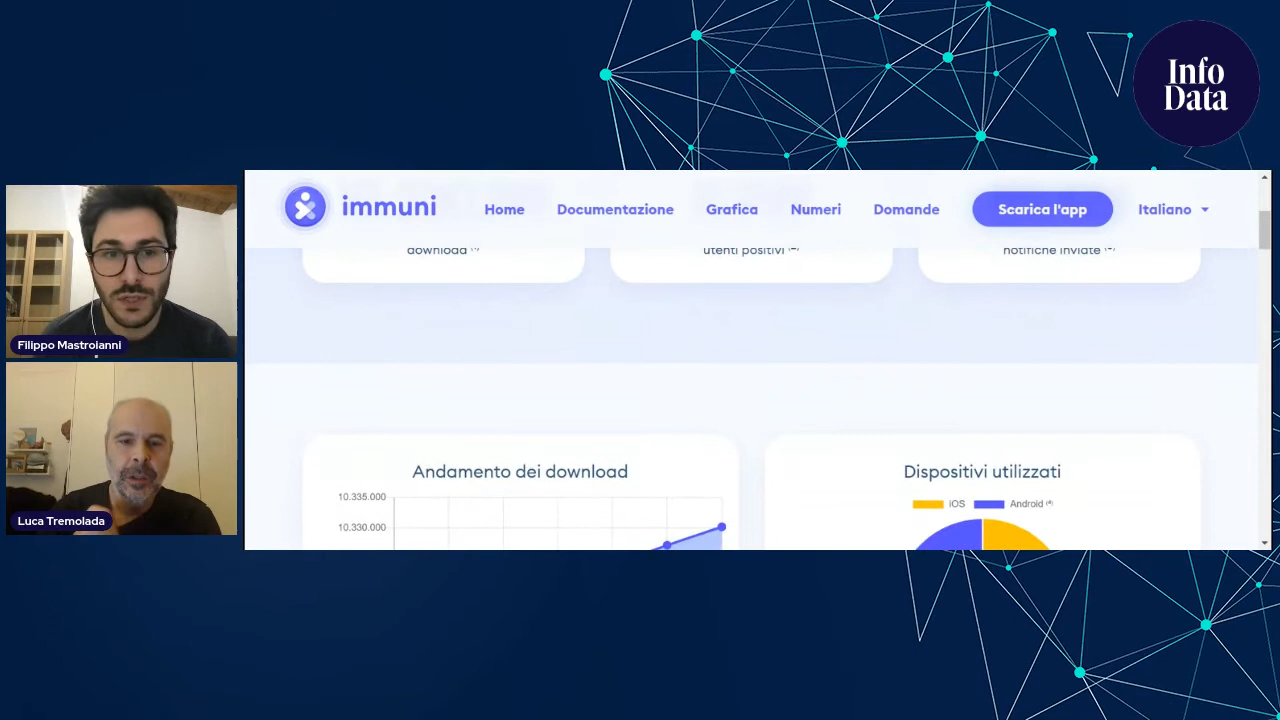 Info
Data
immuni
Home
Documentazione
Grafica
Numeri
Domande
Scarica l'app
Italiano
download
utenti positivi
notifiche inviate
Andamento dei download
10.335.000
10.330.000
Dispositivi utilizzati
iOS
Android (4)
Filippo Mastroianni
Luca Tremolada